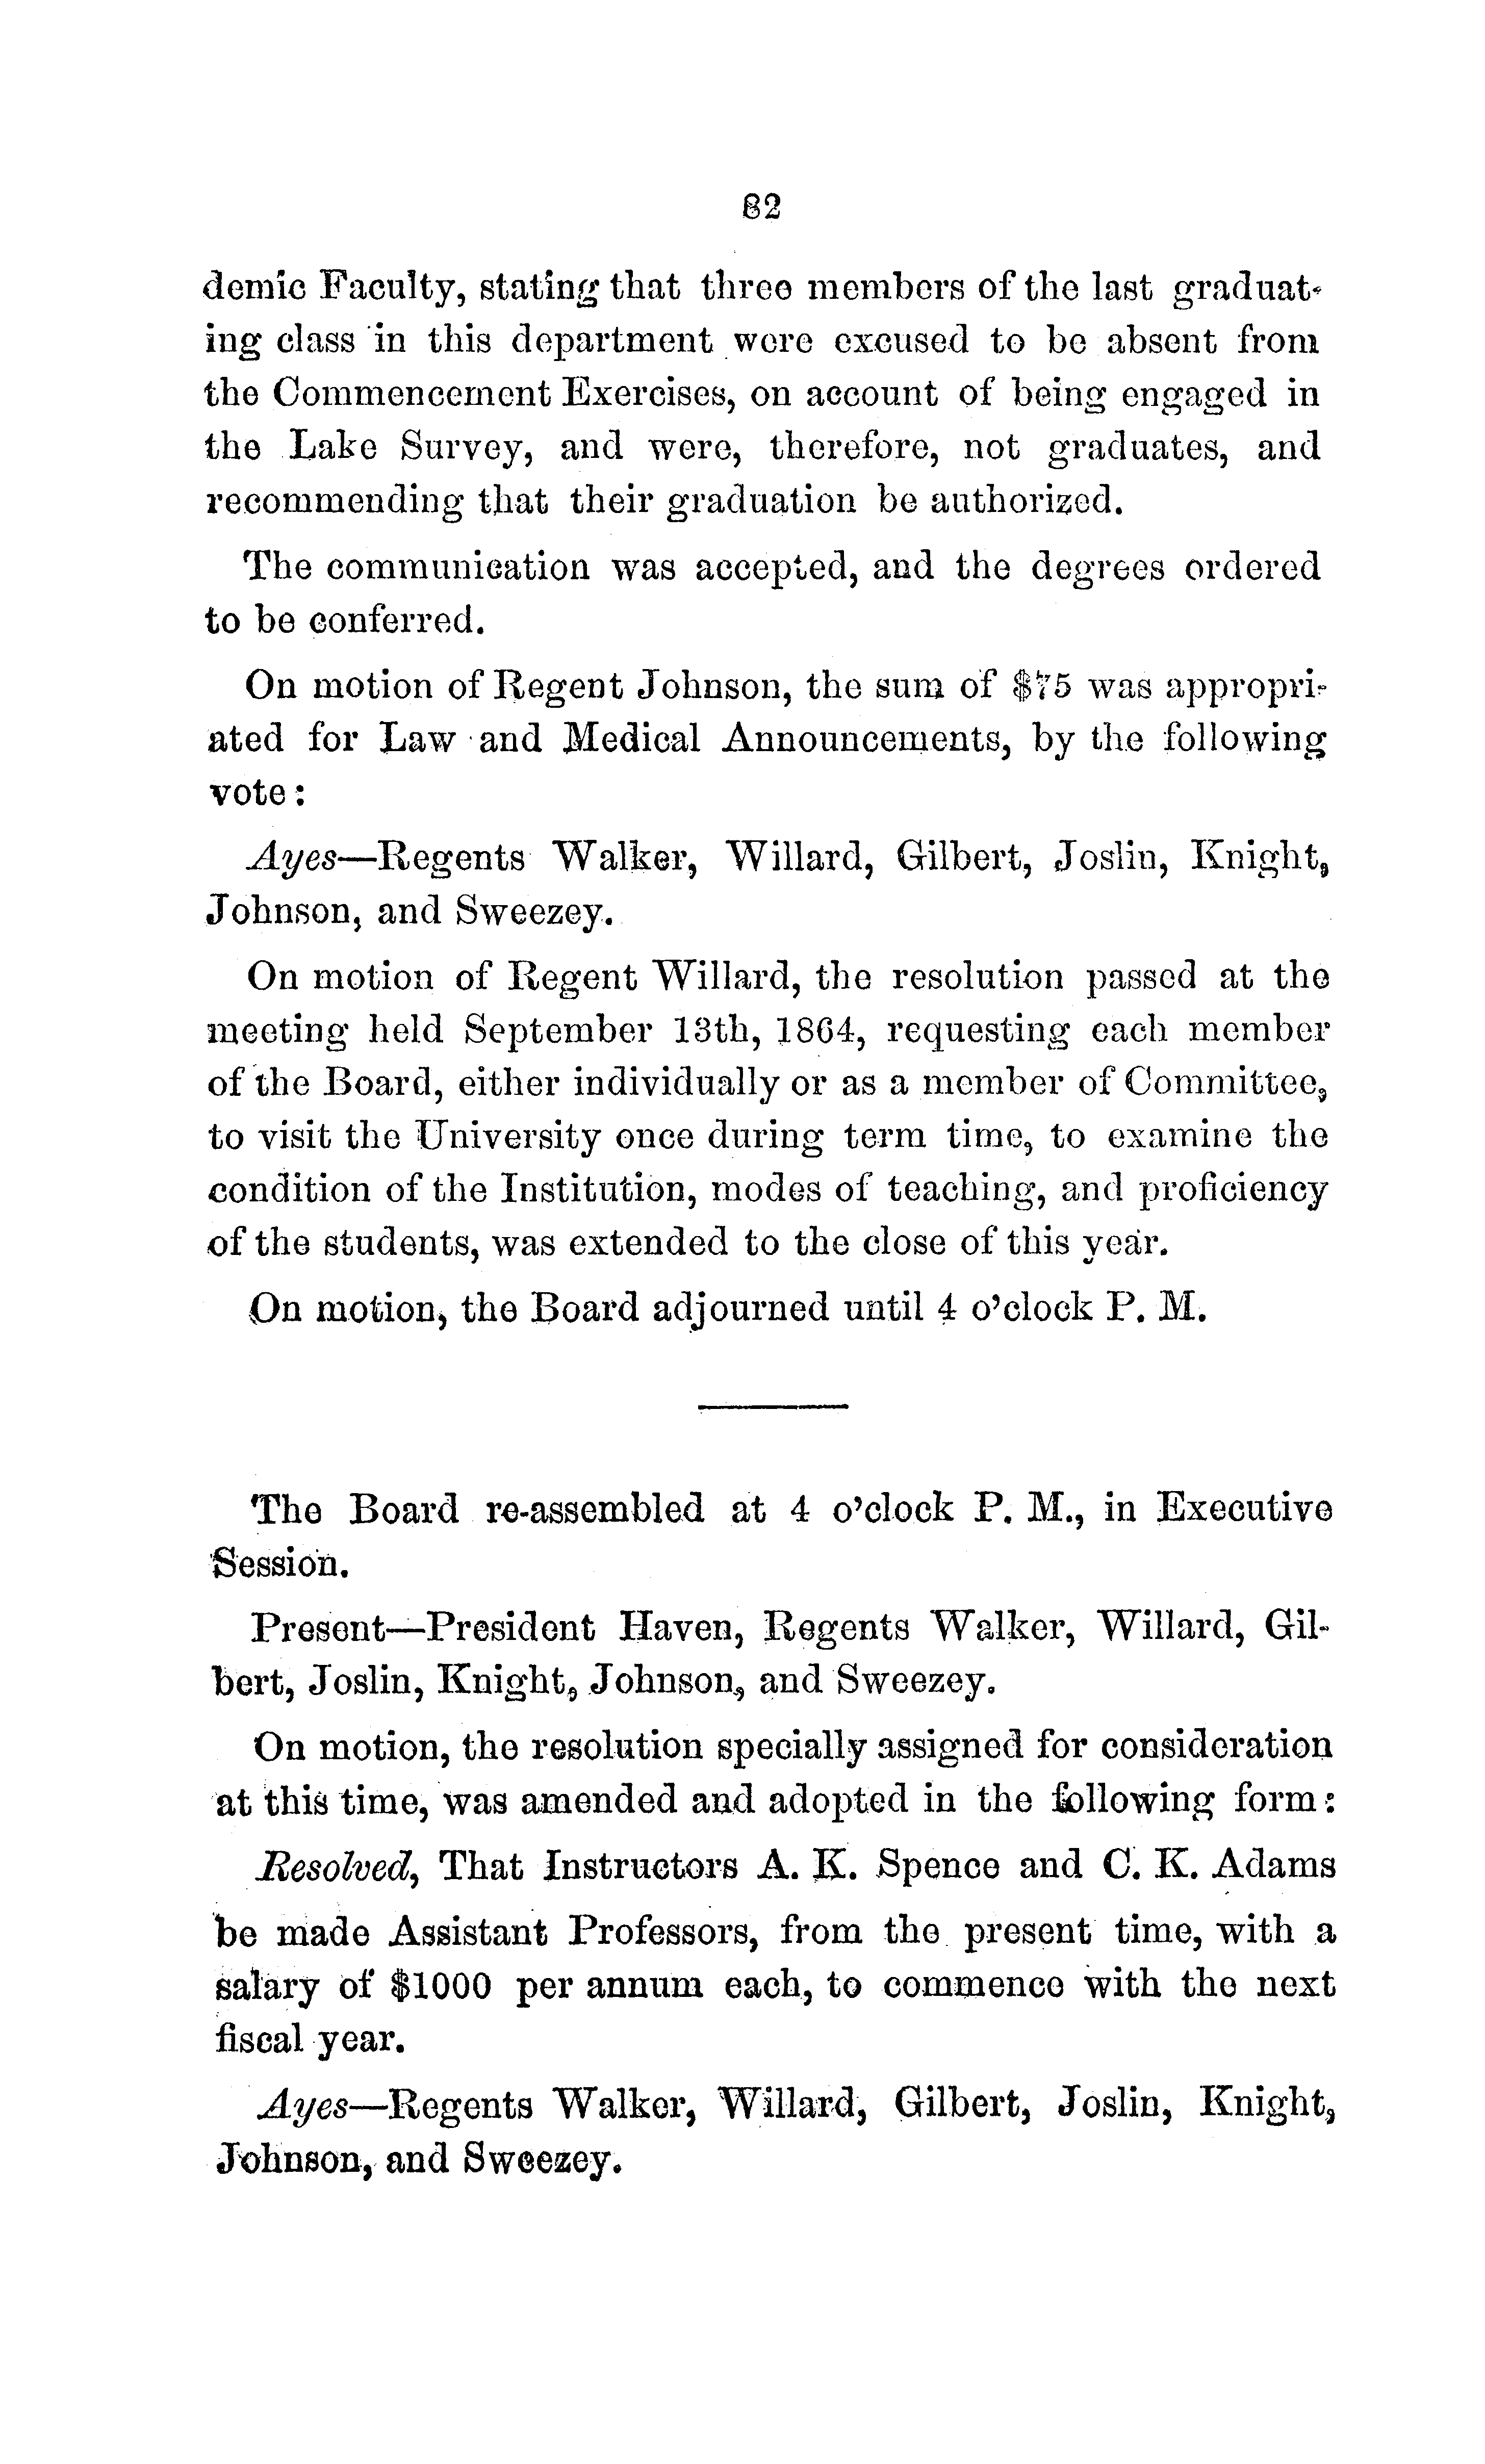 82
demic Faculty, stating that three members of the last graduat-
ing class in this department were excused to be absent from
the Commencement Exercises, on account of being engaged in
the Lake Survey, and were, therefore, not graduates, and
recommending that their graduation be authorized.
The communication was accepted, and the degrees ordered
to be conferred.
On motion of Regent Johnson, the sum of $75 was appropri-
ated for Law and Medical Announcements, by the following
vote:
Ayes—Regents Walker, Willard, Gilbert, Joslin, Knight,
Johnson, and Sweezey.
On motion of Regent Willard, the resolution passed at the
meeting held September 13th, 1864, requesting each member
of the Board, either individually or as a member of Committee,
to visit the University once during term time, to examine the
condition of the Institution, modes of teaching, and proficiency
of the students, was extended to the close of this year.
On motion, the Board adjourned until 4 o'clock P. M.
The Board re-assembled at 4 o'clock P. M., in Executive
Session.
Present—President Haven, Regents Walker, Willard, Gil-
bert, Joslin, Knight, Johnson, and Sweezey.
On motion, the resolution specially assigned for consideration
at this time, was amended and adopted in the following form:
Resolved, That Instructors A. K. Spence and C. K. Adams
be made Assistant Professors, from the present time, with a
salary of $1000 per annum each, to commence with the next
fiscal year.
Ayes—Regents Walker, Willard, Gilbert, Joslin, Knight,
Johnson, and Sweezey.